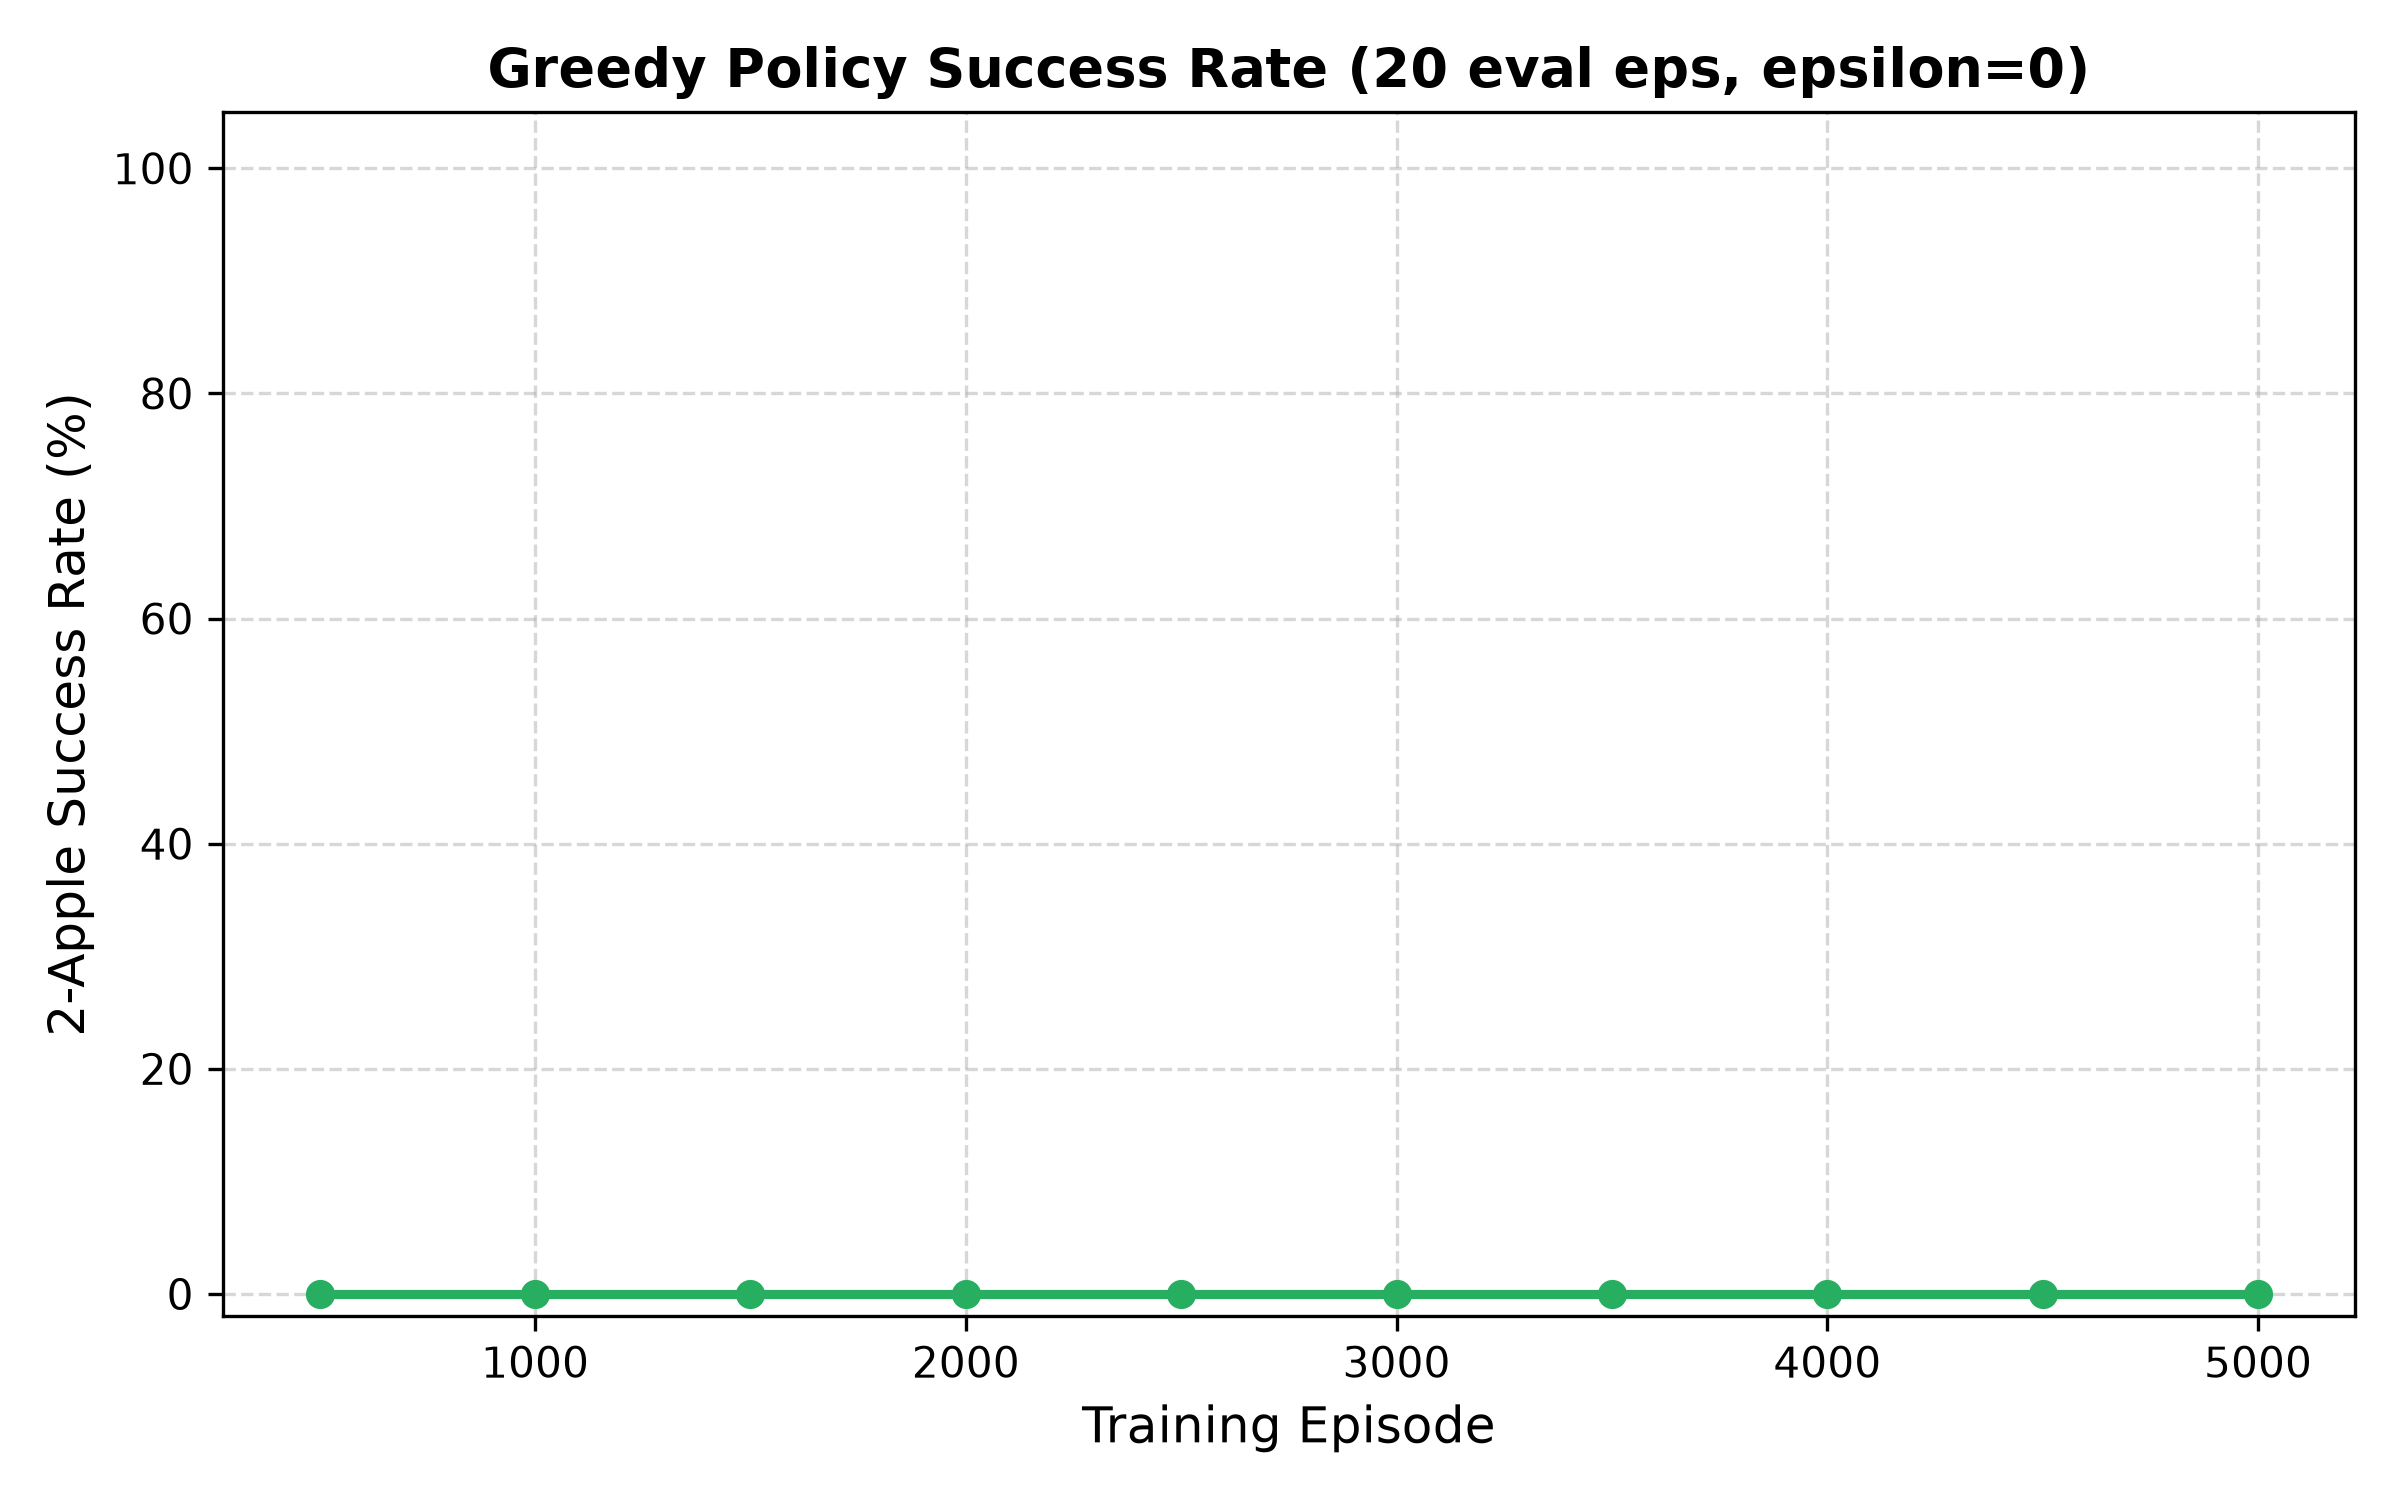 Greedy Policy Success Rate (20 eval eps, epsilon=0)
2-Apple Success Rate (%)
100
80
60
40
20
0
1000 2000 3000 4000 5000
Training Episode